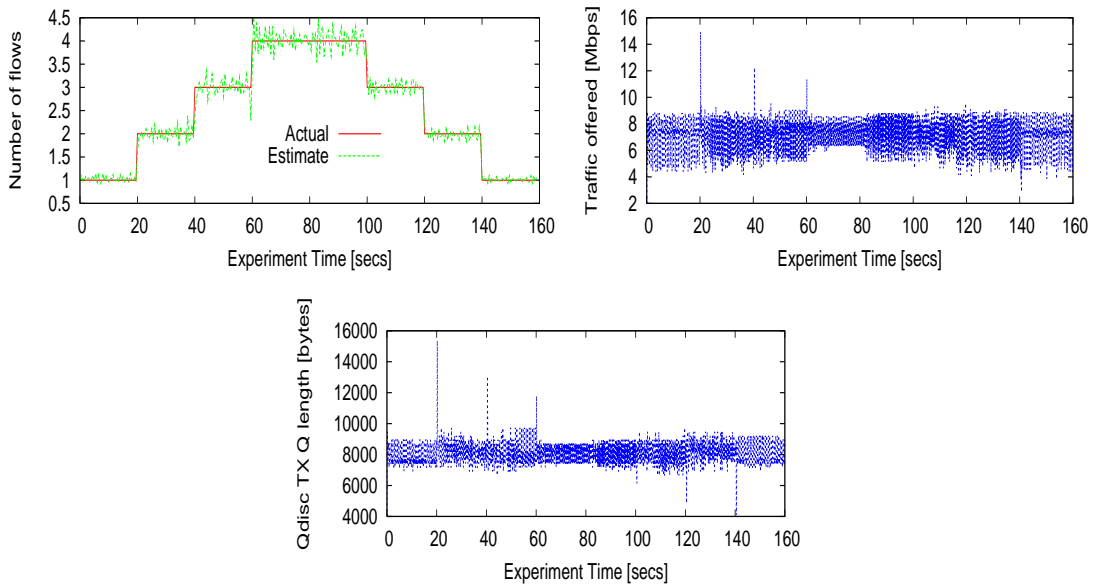 Number of flows
4.5
4
3.5
3
2.5
2
1.5
1
0.5
Actual
Estimate
0 20 40 60 80 100 120 140 160
Experiment Time [secs]
Traffic offered [Mbps]
16
14
12
10
8
6
4
2
0 20 40 60 80 100 120 140 160
Experiment Time [secs]
Qdisc TX Q length [bytes]
16000
14000
12000
10000
8000
6000
4000
0 20 40 60 80 100 120 140 160
Experiment Time [secs]